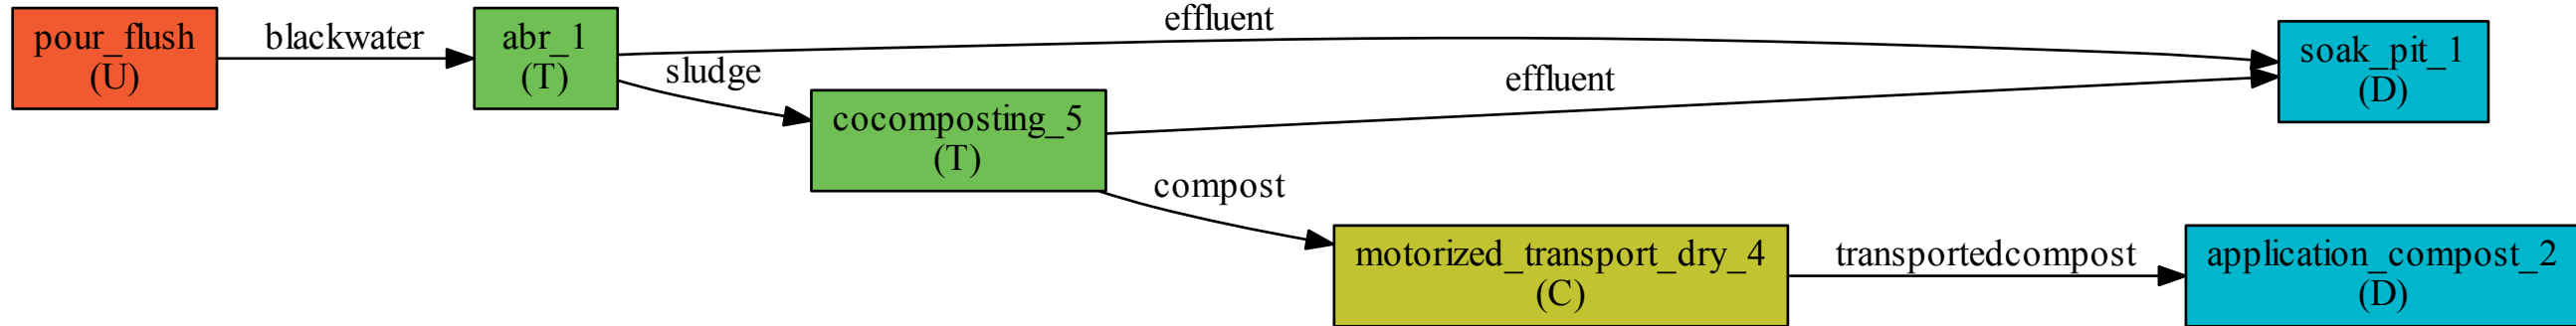 pour_flush
(U)
blackwater
abr_1
(T)
effluent
sludge
cocomposting_5
(T)
effluent
compost
soak_pit_1
(D)
motorized_transport_dry_4
(C)
transportedcompost
application_compost_2
(D)